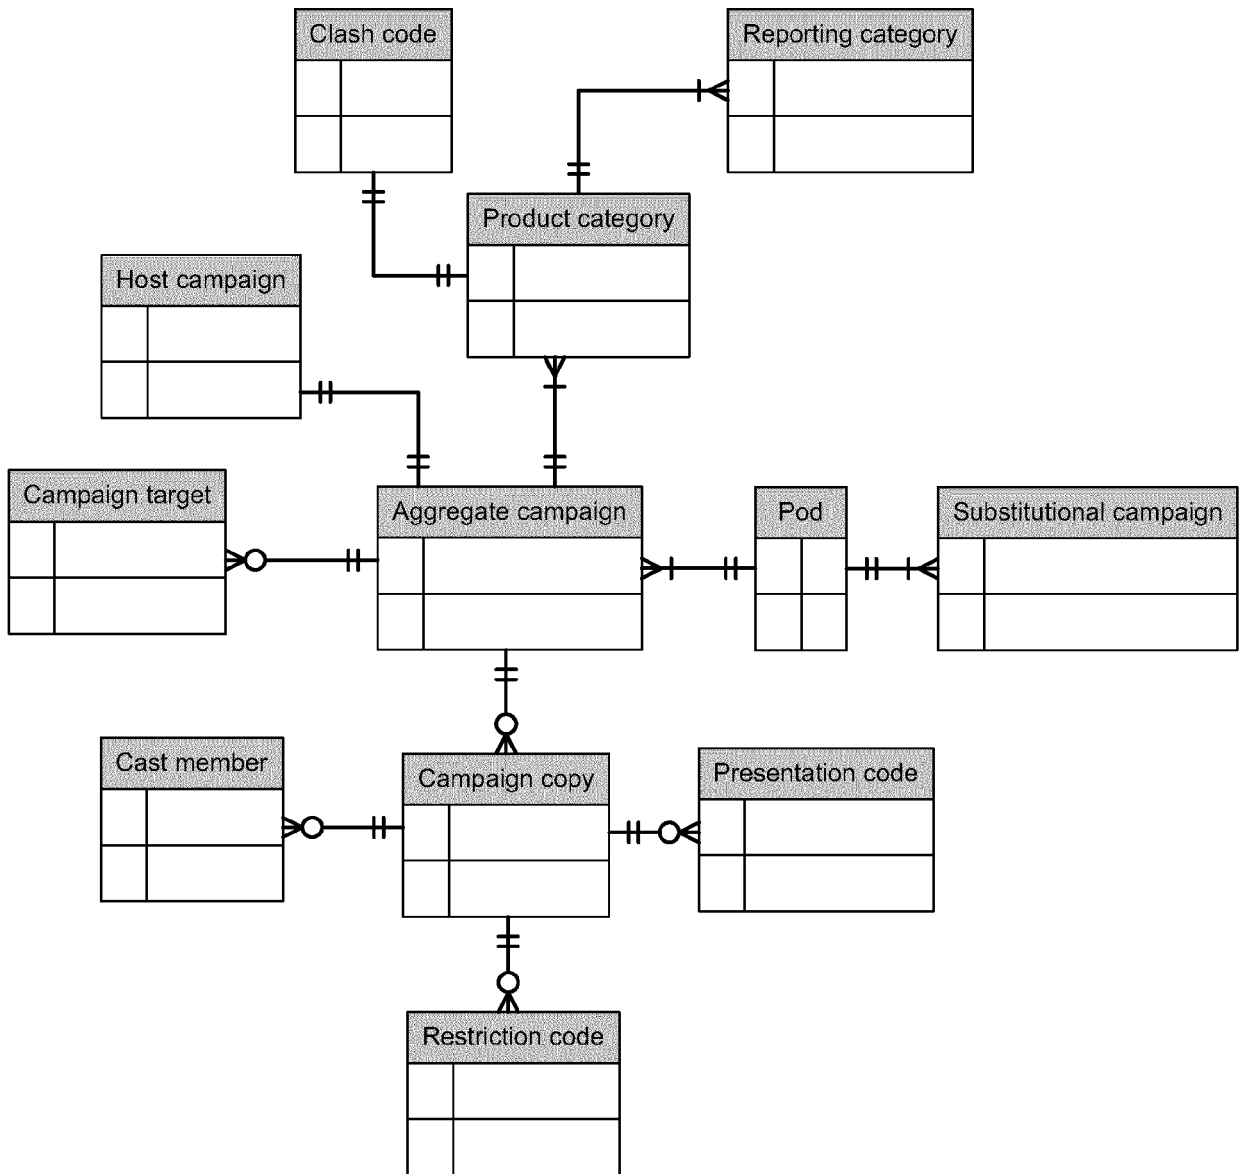 Clash code
Reporting category
Product category
Host campaign
Campaign target
Aggregate campaign
Pod
Substitutional campaign
Cast member
Campaign copy
Presentation code
Restriction code